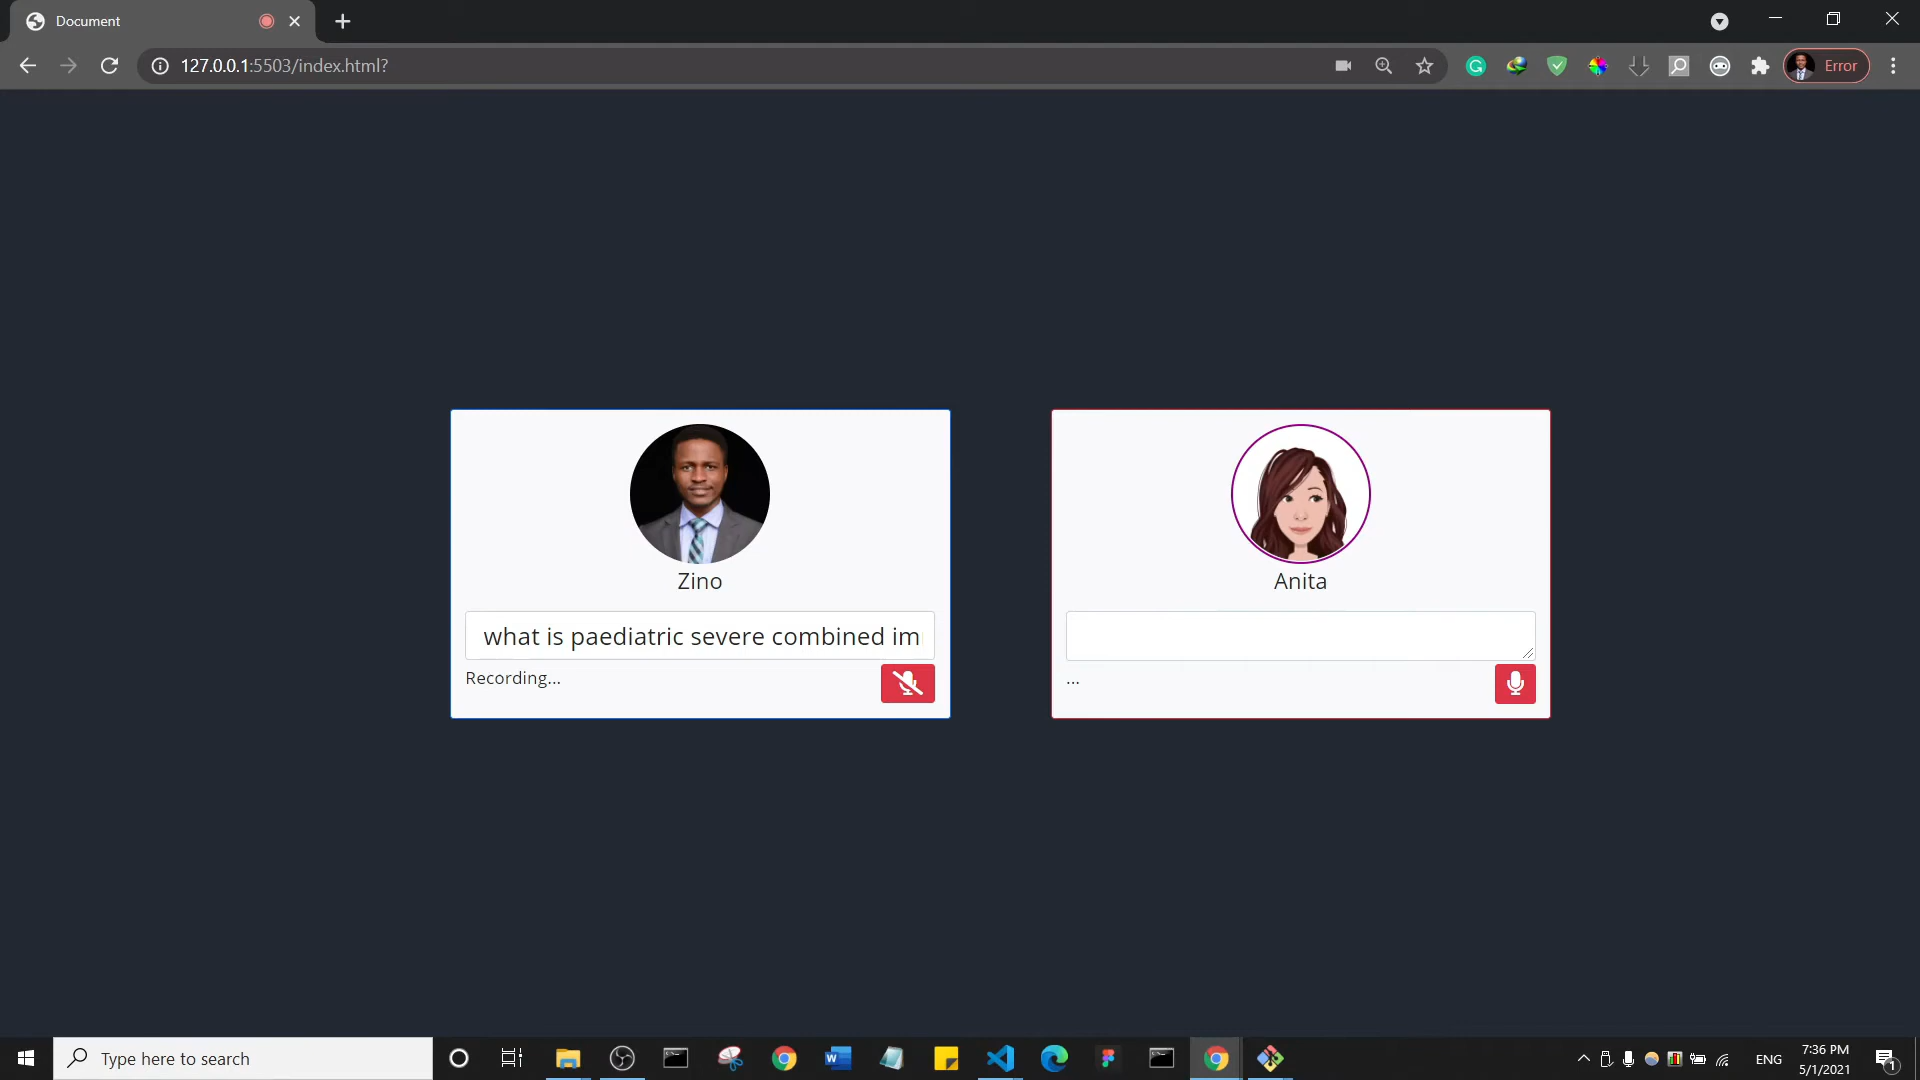 Document
127.0.0.1:5503/index.html?
Error
Zino
Anita
what is paediatric severe combined im
Recording...
...
Type here to search
ENG
7:36 PM
5/1/2021
1